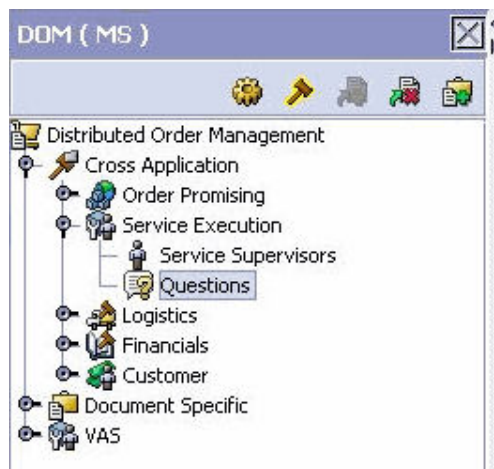 DOM ( MS )
Distributed Order Management
Cross Application
Order Promising
Service Execution
Service Supervisors
Questions
Logistics
Financials
Customer
Document Specific
VAS